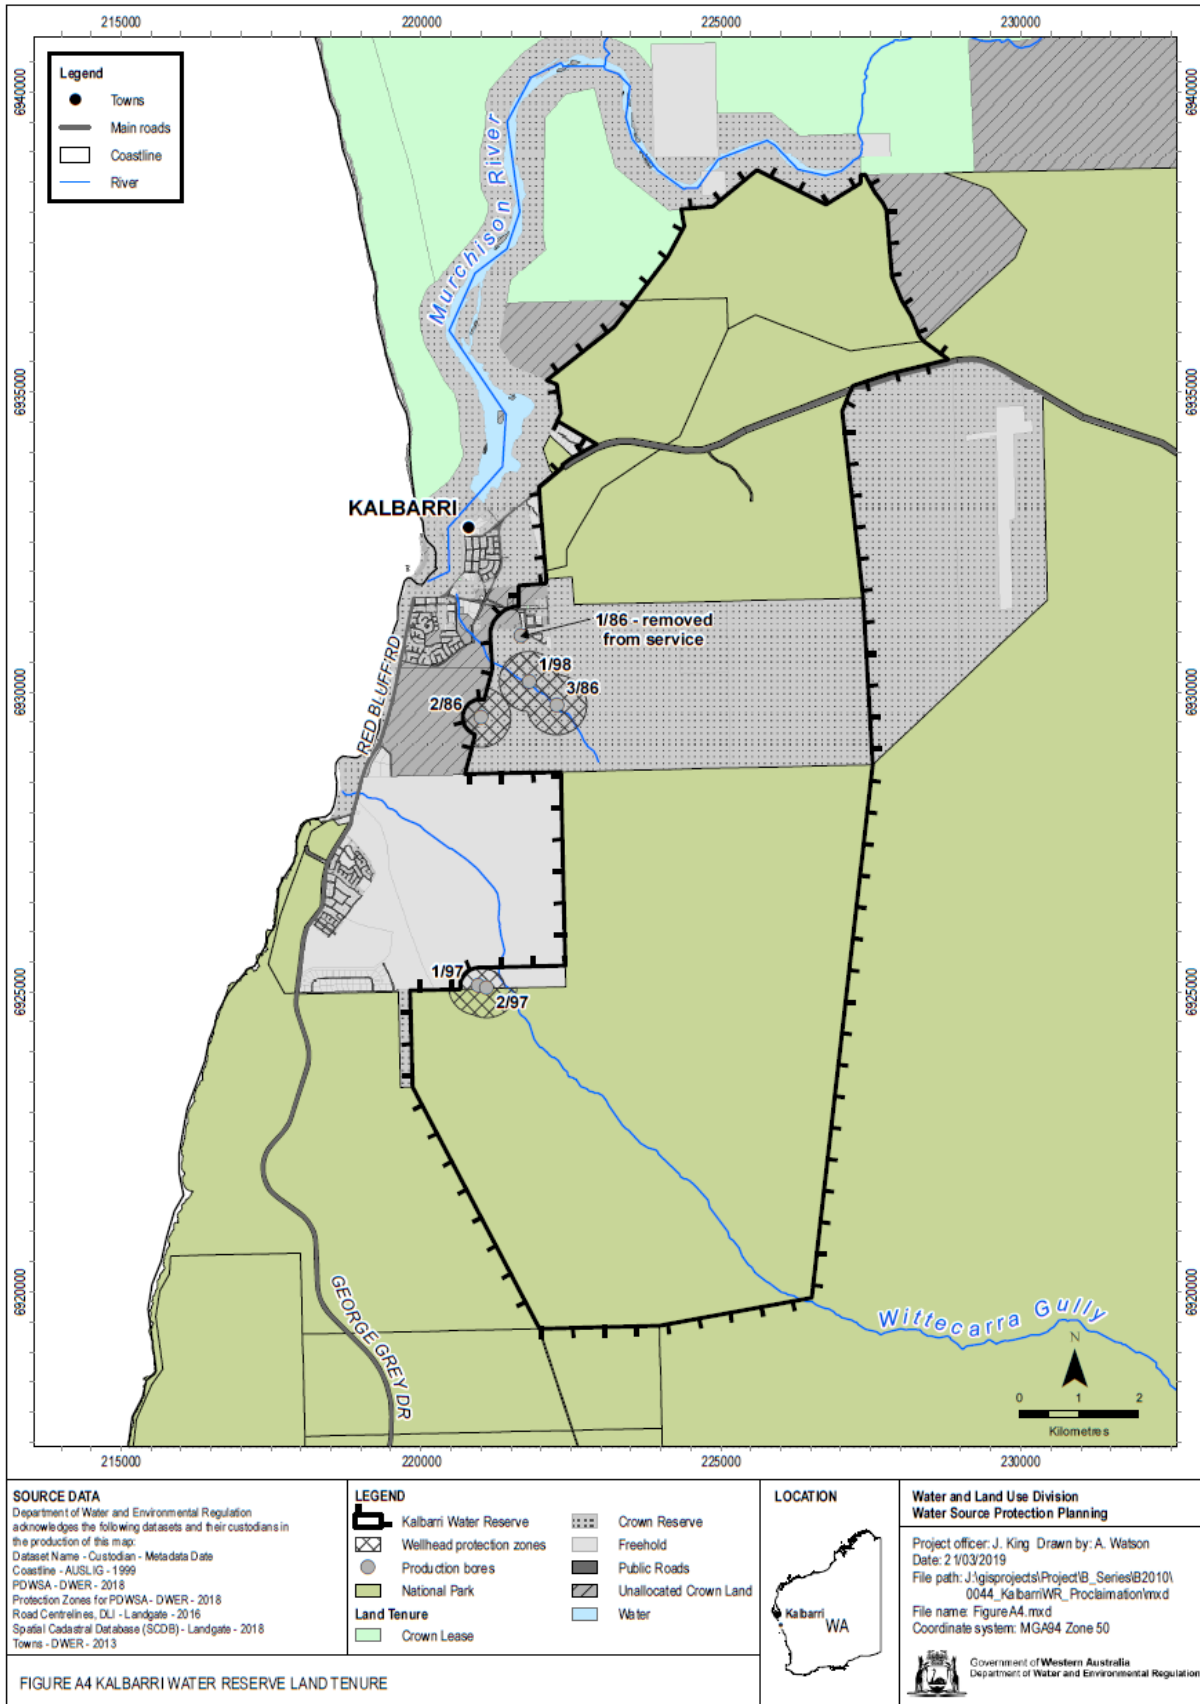 215000 220000 225000 230000
6940000
6940000
Legend
Towns
Main roads
Coastline
River
Murchison River
6935000
6935000
KALBARRI
1/86 - removed
from service
1/98
3/86
2/86
6930000
6930000
RED BLUFF RD
1/97
2/97
6925000
6925000
6920000
6920000
GEORGE GREY DR
Wittecarra Gully
N
0 1 2
Kilometres
215000 220000 225000 230000
SOURCE DATA
Department of Water and Environmental Regulation
acknowledges the following datasets and their custodians in
the production of this map:
Dataset Name - Custodian - Metadata Date
Coastline - AUSLIG - 1999
PDWSA - DWER - 2018
Protection Zones for PDWSA - DWER - 2018
Road Centrelines, DLI - Landgate - 2016
Spatial Cadastral Database (SCDB) - Landgate - 2018
Towns - DWER - 2013
LEGEND
Kalbarri Water Reserve
Wellhead protection zones
Production bores
National Park
Land Tenure
Crown Lease
Crown Reserve
Freehold
Public Roads
Unallocated Crown Land
Water
LOCATION
Kalbarri
WA
Water and Land Use Division
Water Source Protection Planning
Project officer: J. King Drawn by: A. Watson
Date: 21/03/2019
File path: J:\gisprojects\Project\B_Series\B2010\
0044_KalbarriWR_Proclaimation\mxd
File name: FigureA4.mxd
Coordinate system: MGA94 Zone 50
Government of Western Australia
Department of Water and Environmental Regulation
FIGURE A4 KALBARRI WATER RESERVE LAND TENURE